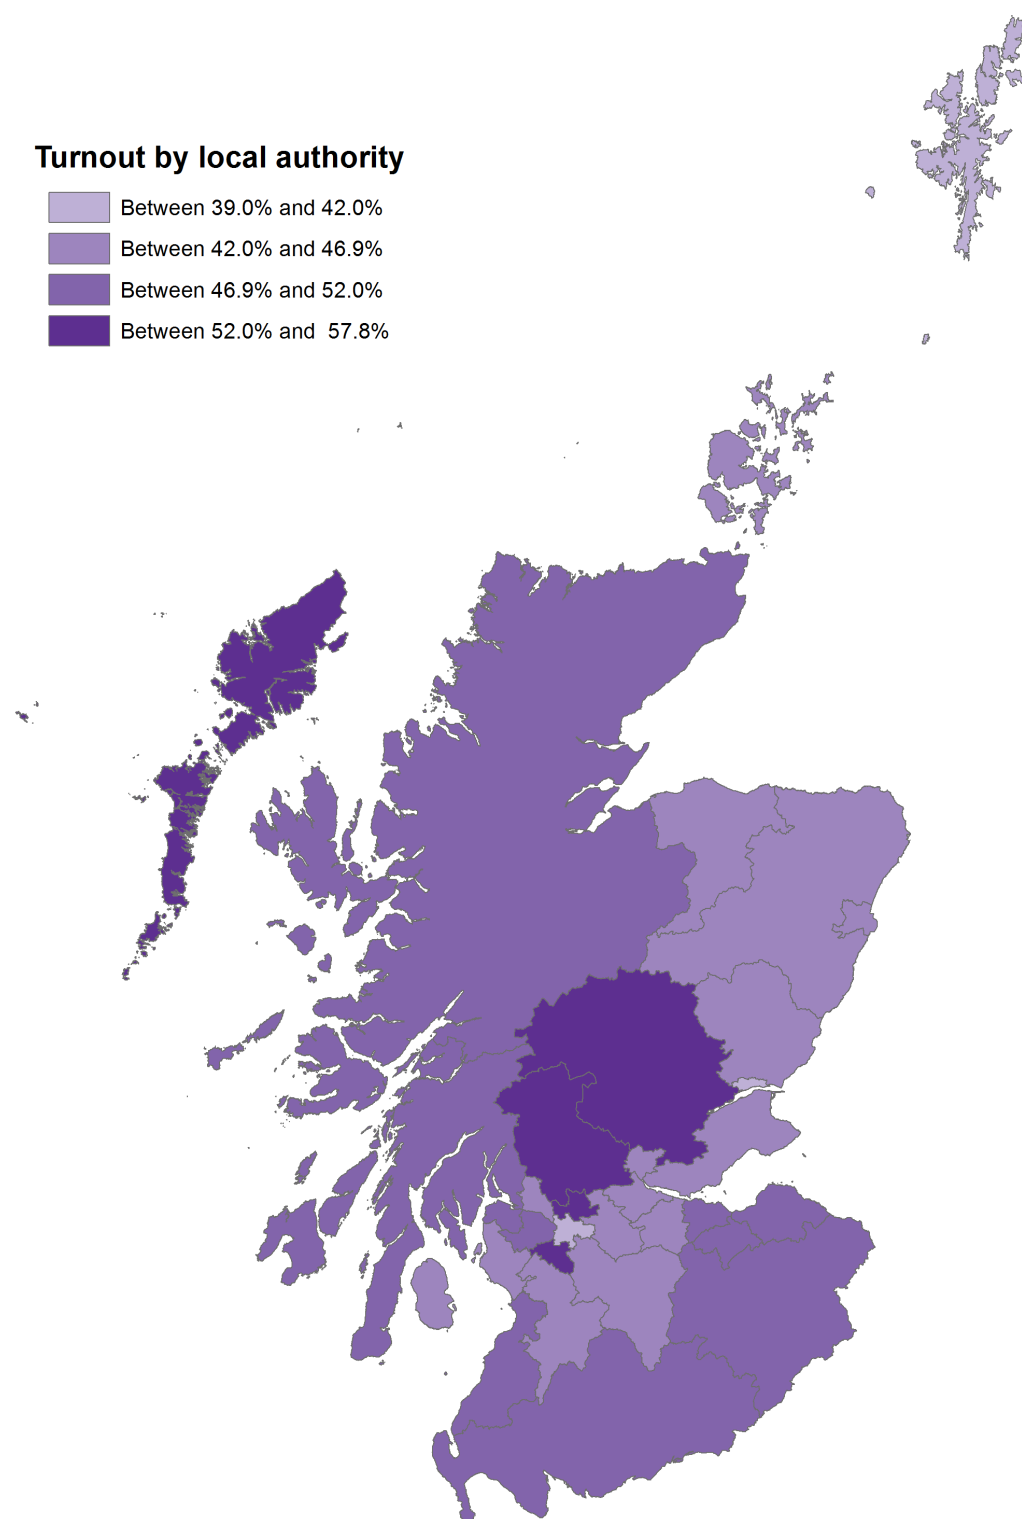 Turnout by local authority
Between 39.0% and 42.0%
Between 42.0% and 46.9%
Between 46.9% and 52.0%
Between 52.0% and  57.8%